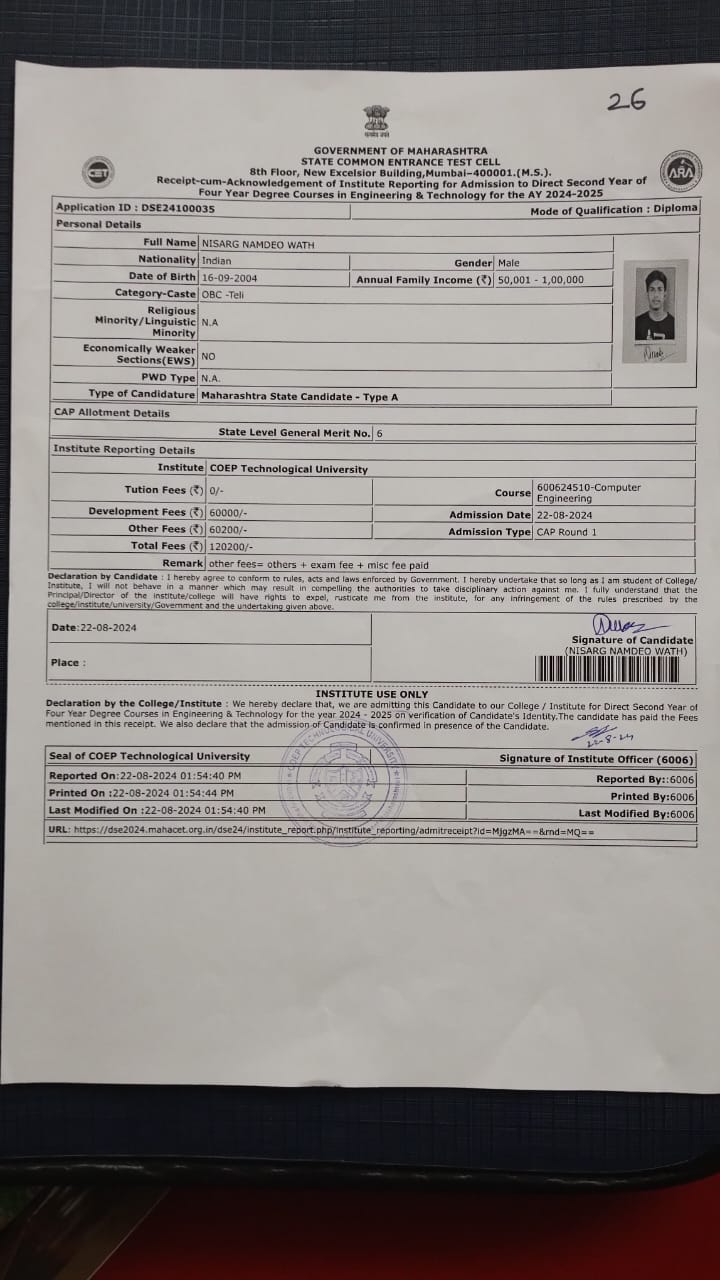 26
सत्यमेव जयते
GOVERNMENT OF MAHARASHTRA
STATE COMMON ENTRANCE TEST CELL
8th Floor, New Excelsior Building,Mumbai-400001.(M.S.).
Receipt-cum-Acknowledgement of Institute Reporting for Admission to Direct Second Year of
Four Year Degree Courses in Engineering & Technology for the AY 2024-2025
CET
ARA
Application ID : DSE24100035 Mode of Qualification : Diploma
Personal Details
Full Name NISARG NAMDEO WATH
Nationality Indian Gender Male
Date of Birth 16-09-2004 Annual Family Income (₹) 50,001 - 1,00,000
Category-Caste OBC -Teli
Religious
Minority/Linguistic N.A
Minority
Economically Weaker
Sections(EWS) NO
PWD Type N.A.
Type of Candidature Maharashtra State Candidate - Type A
CAP Allotment Details
State Level General Merit No. 6
Institute Reporting Details
Institute COEP Technological University
Tution Fees (₹) 0/- Course 600624510-Computer
Engineering
Development Fees (₹) 60000/- Admission Date 22-08-2024
Other Fees (₹) 60200/- Admission Type CAP Round 1
Total Fees (₹) 120200/-
Remark other fees= others + exam fee + misc fee paid
Declaration by Candidate : I hereby agree to conform to rules, acts and laws enforced by Government. I hereby undertake that so long as I am student of College/
Institute, I will not behave in a manner which may result in compelling the authorities to take disciplinary action against me. I fully understand that the
Principal/Director of the institute/college will have rights to expel, rusticate me from the institute, for any infringement of the rules prescribed by the
college/institute/university/Government and the undertaking given above.
Date:22-08-2024
Signature of Candidate
(NISARG NAMDEO WATH)
Place :
INSTITUTE USE ONLY
Declaration by the College/Institute : We hereby declare that, we are admitting this Candidate to our College / Institute for Direct Second Year of
Four Year Degree Courses in Engineering & Technology for the year 2024 - 2025 on verification of Candidate's Identity.The candidate has paid the Fees
mentioned in this receipt. We also declare that the admission of Candidate is confirmed in presence of the Candidate.
22-8-24
COEP TECHNOLOGICAL UNIVERSITY
Seal of COEP Technological University Signature of Institute Officer (6006)
Reported On:22-08-2024 01:54:40 PM Reported By::6006
Printed On :22-08-2024 01:54:44 PM Printed By:6006
Last Modified On :22-08-2024 01:54:40 PM Last Modified By:6006
URL: https://dse2024.mahacet.org.in/dse24/institute_report.php/institute_reporting/admitreceipt?id=MjgzMA==&rnd=MQ==